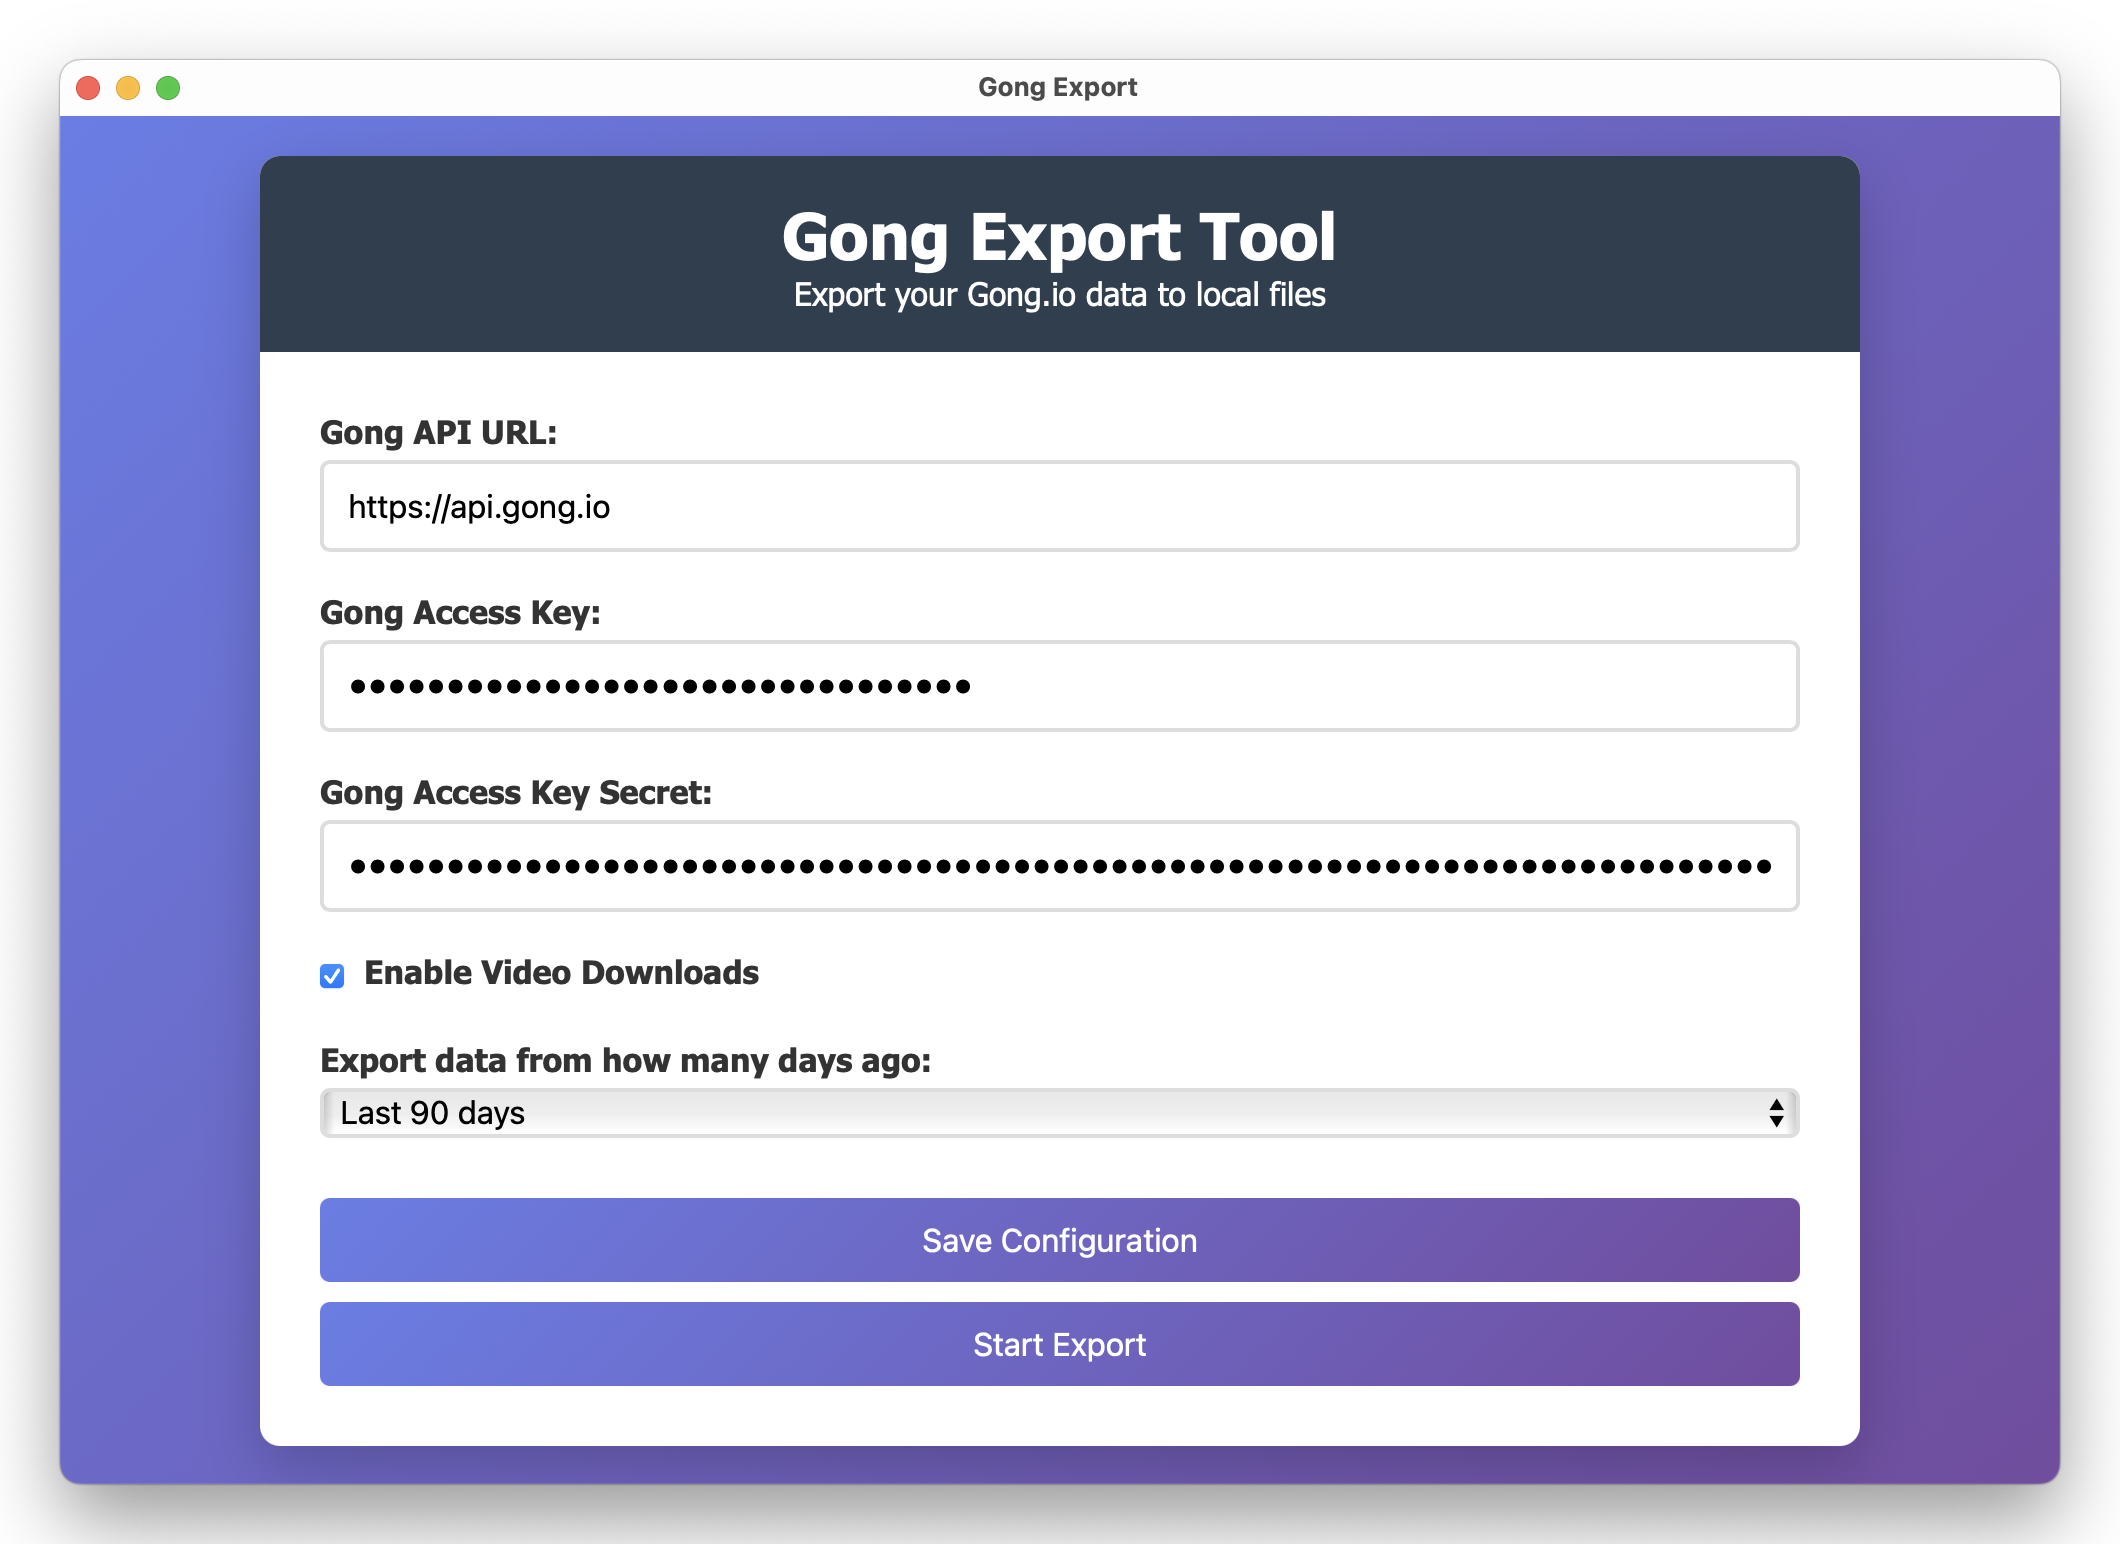 Gong Export
Gong Export Tool
Export your Gong.io data to local files
Gong API URL:
https://api.gong.io
Gong Access Key:
••••••••••••••••••••••••••••••••
Gong Access Key Secret:
•••••••••••••••••••••••••••••••••••••••••••••••••••••••••••••••••••••••••
Enable Video Downloads
Export data from how many days ago:
Last 90 days
Save Configuration
Start Export